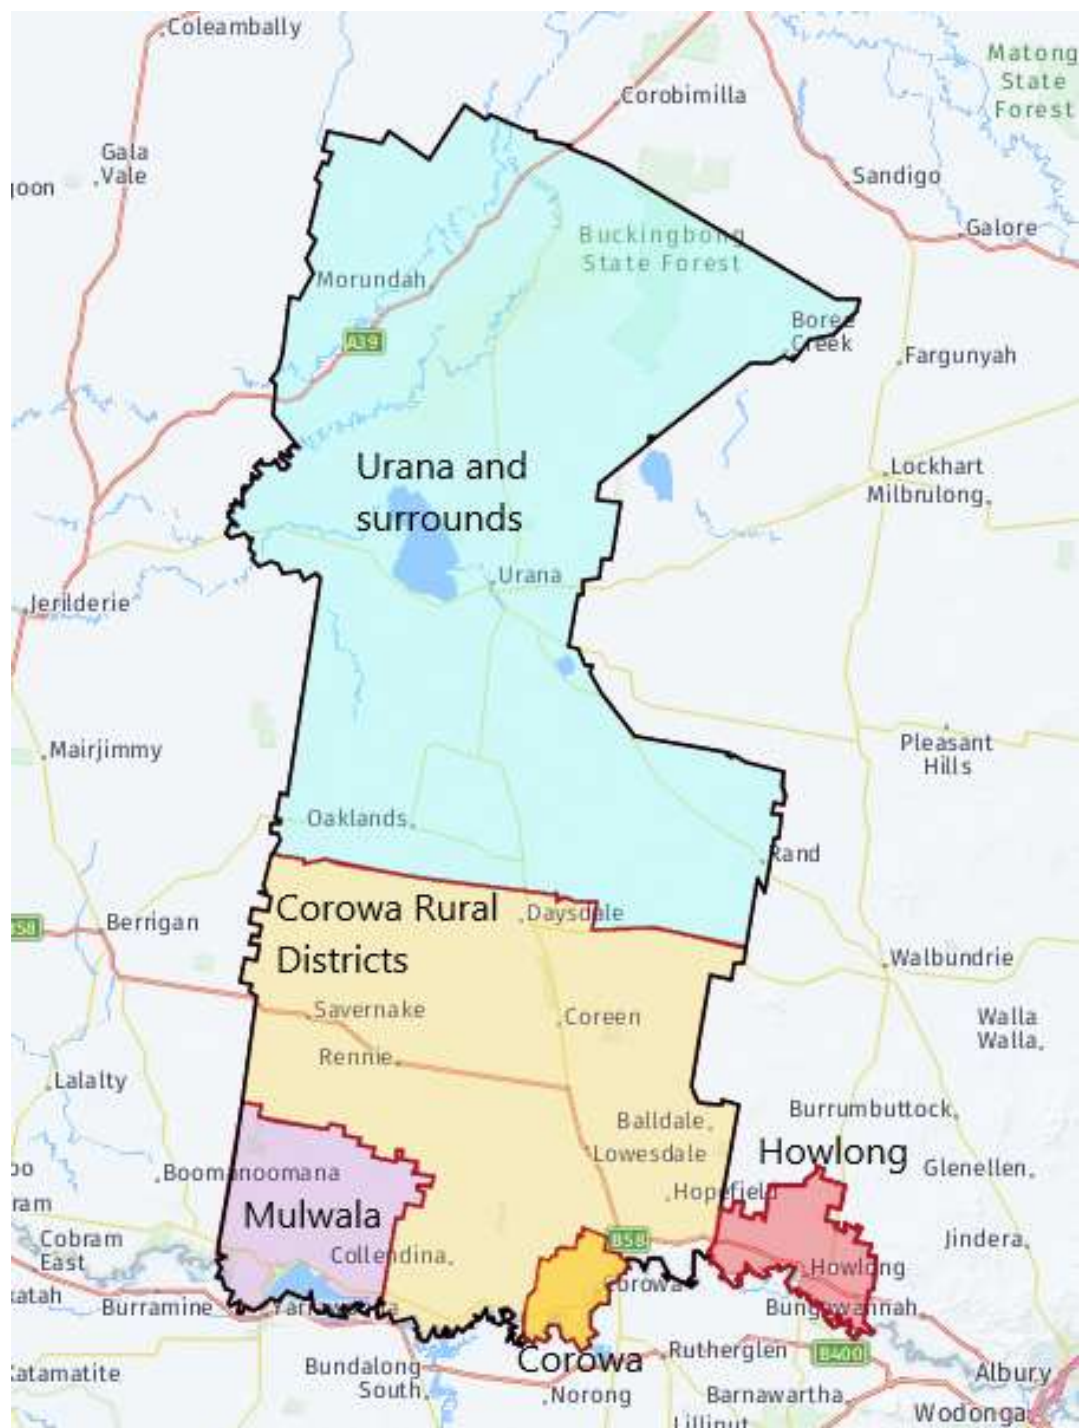 Coleambally
Corobimilla
Matong
State
Forest
Gala
Vale
goon
Sandigo
Galore
Buckingbong
State Forest
Morundah
Boree
Creek
A39
Fargunyah
Urana and
surrounds
Lockhart
Milbrulong
Urana
Jerilderie
Mairjimmy
Pleasant
Hills
Oaklands
Rand
Corowa Rural
Districts
Daysdale
Berrigan
Walbundrie
Savernake
Coreen
Walla
Walla
Rennie
Lalalty
Balldale
Burrumbuttock
Lowesdale
Howlong
Glenellen
Boomanoomana
Hopefield
ram
Mulwala
Cobram
East
Collendina
B58
Jindera
Howlong
Corowa
Burramine
Bungowannah
Corowa
Rutherglen
B400
Bundalong
South
Albury
Norong
Barnawartha
Wodonga